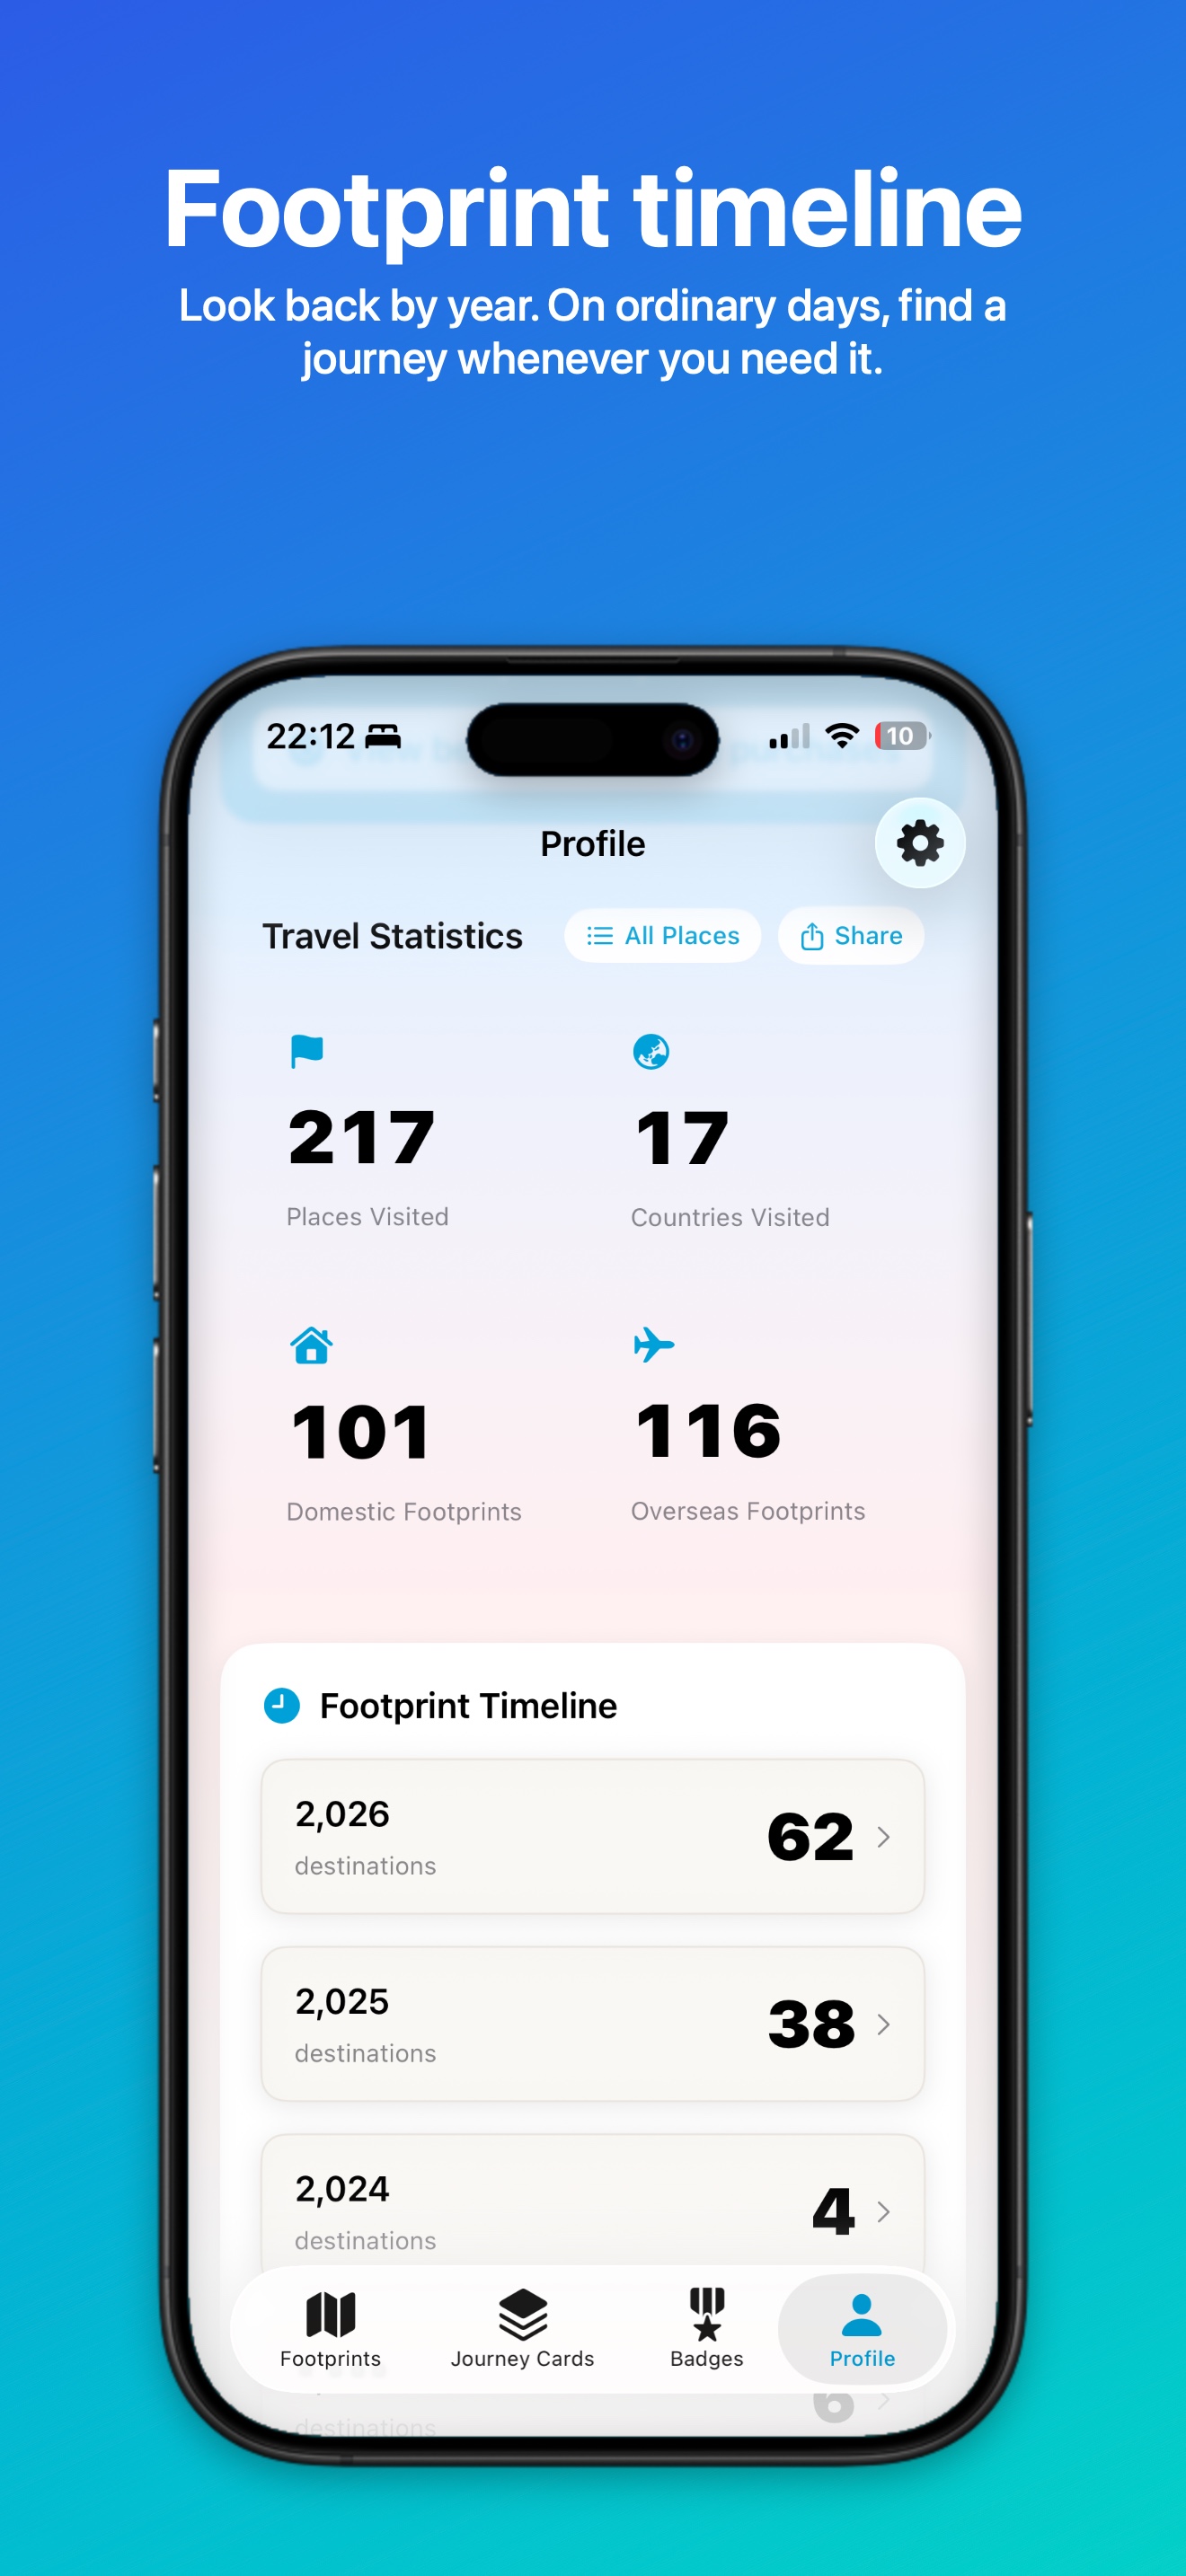 Footprint timeline
Look back by year. On ordinary days, find a
journey whenever you need it.
22:12
10
Profile
Travel Statistics
All Places
Share
217
17
Places Visited
Countries Visited
101
116
Domestic Footprints
Overseas Footprints
Footprint Timeline
2,026
62
destinations
2,025
38
destinations
2,024
4
destinations
Footprints
Journey Cards
Badges
Profile
6
destinations